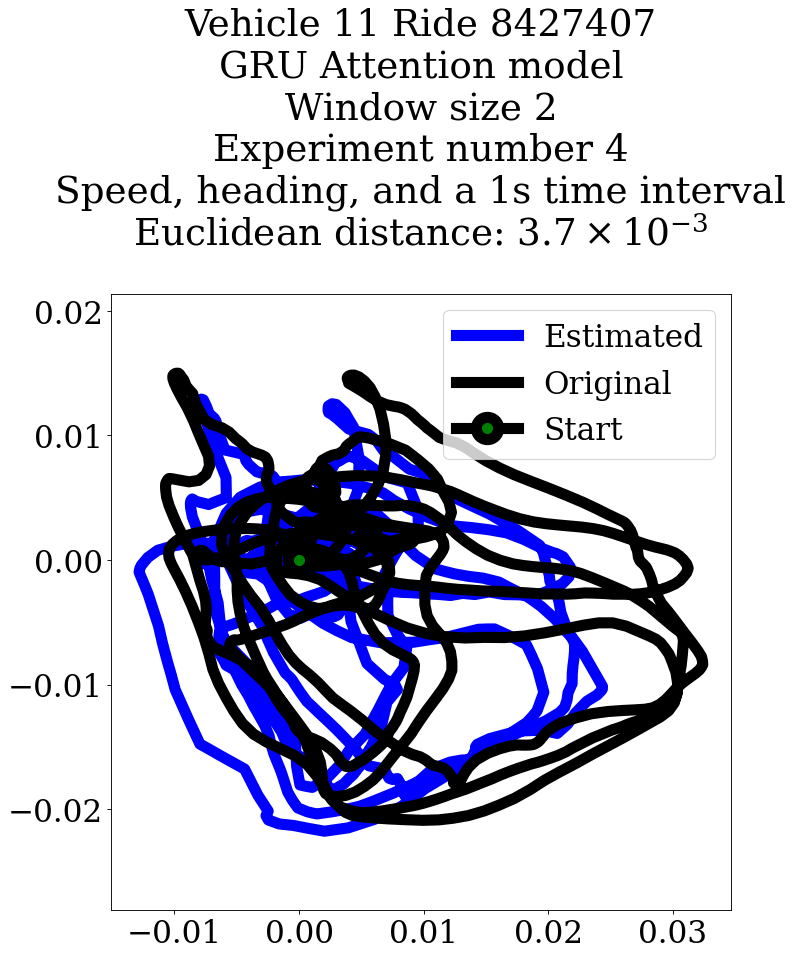 Vehicle 11 Ride 8427407
GRU Attention model
Window size 2
Experiment number 4
Speed, heading, and a 1s time interval
Euclidean distance: 3.7 × 10⁻³
Estimated
Original
Start
0.02
0.01
0.00
−0.01
−0.02
−0.01 0.00 0.01 0.02 0.03